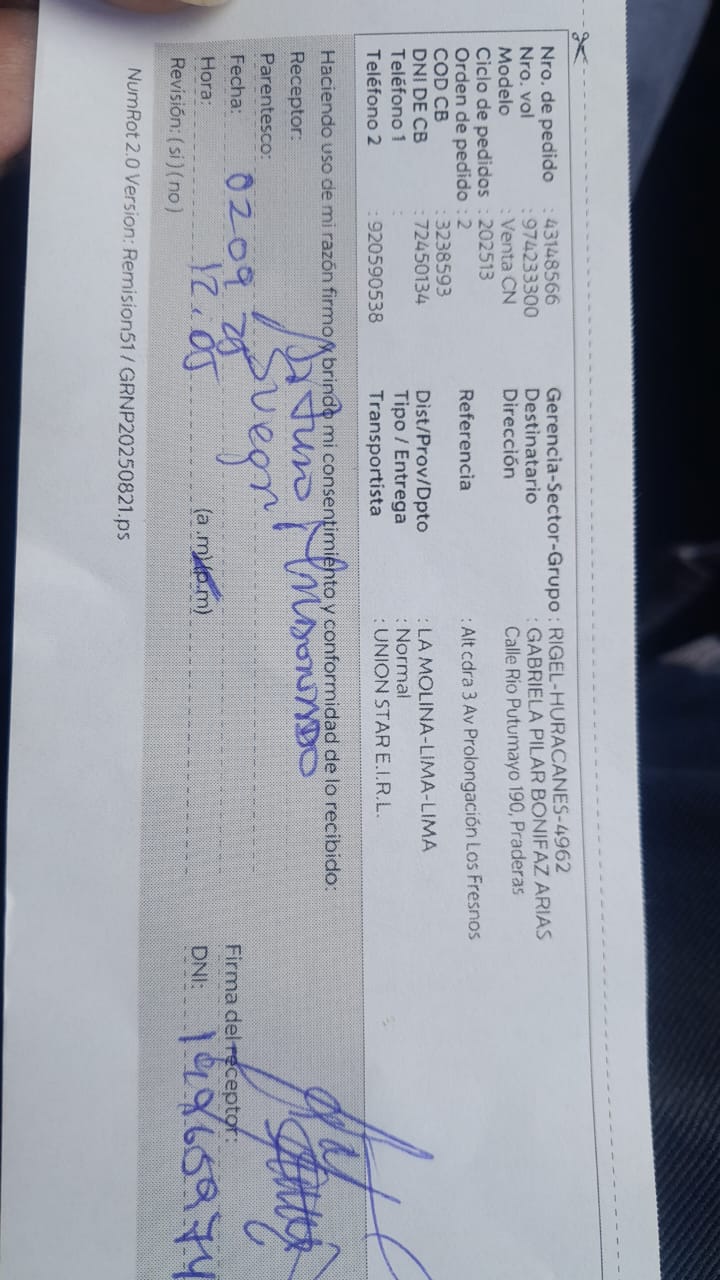 Nro. de pedido : 43148566 Gerencia-Sector-Grupo : RIGEL-HURACANES-4962
Nro. vol : 974233300 Destinatario : GABRIELA PILAR BONIFAZ ARIAS
Modelo : Venta CN Dirección Calle Rio Putumayo 190, Praderas
Ciclo de pedidos : 202513
Orden de pedido : 2 Referencia : Alt cdra 3 Av Prolongación Los Fresnos
COD CB : 3238593
DNI DE CB : 72450134 Dist/Prov/Dpto : LA MOLINA-LIMA-LIMA
Teléfono 1 : Tipo / Entrega : Normal
Teléfono 2 : 920590538 Transportista : UNION STAR E.I.R.L.
Haciendo uso de mi razón firmo y brindo mi consentimiento y conformidad de lo recibido:
Receptor:
Parentesco: Suegr
Fecha: 02 09 25 Firma del receptor:
Hora: 12:05 (a.m) (p.m) DNI:
Revisión: ( si ) ( no )
NumRot 2.0 Version: Remision51 / GRNP20250821.ps